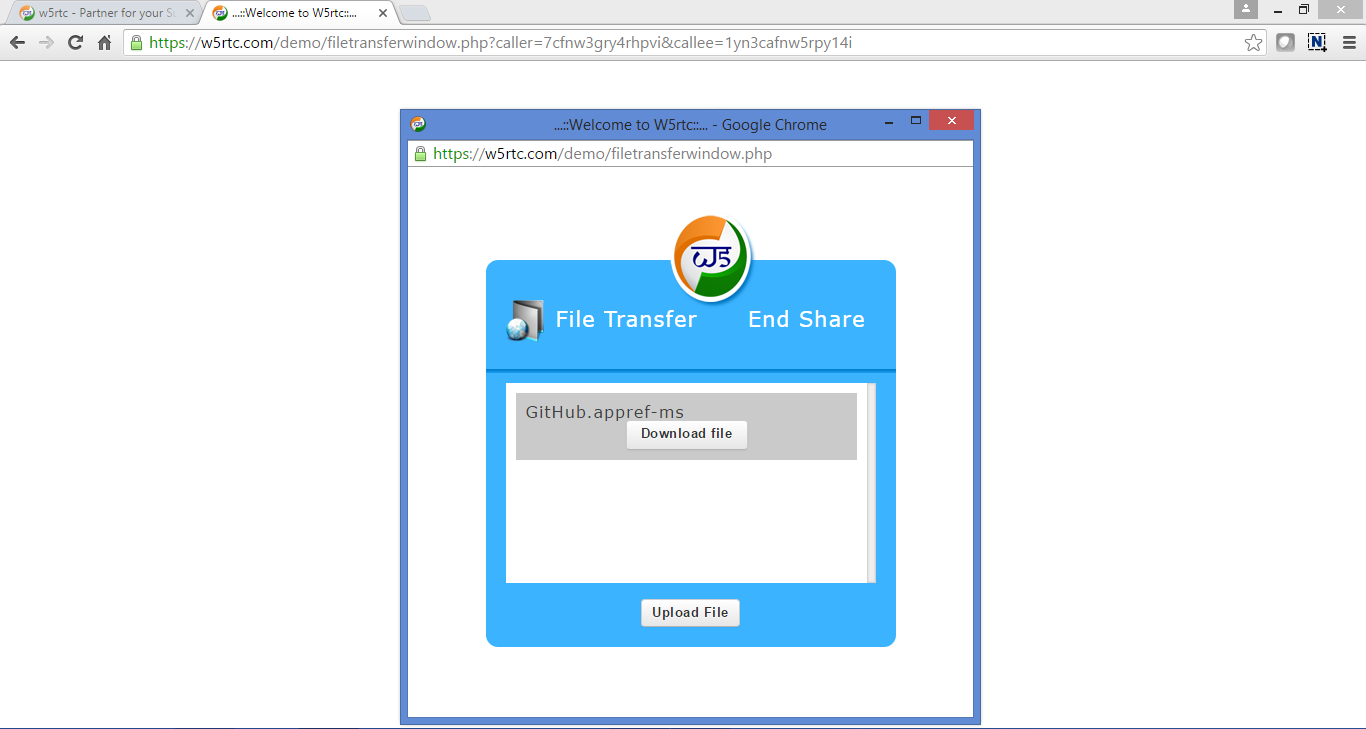 w5rtc - Partner for your S
...::Welcome to W5rtc::...
https://w5rtc.com/demo/filetransferwindow.php?caller=7cfnw3gry4rhpvi&callee=1yn3cafnw5rpy14i
N
...::Welcome to W5rtc::... - Google Chrome
https://w5rtc.com/demo/filetransferwindow.php
File Transfer End Share
GitHub.appref-ms
Download file
Upload File